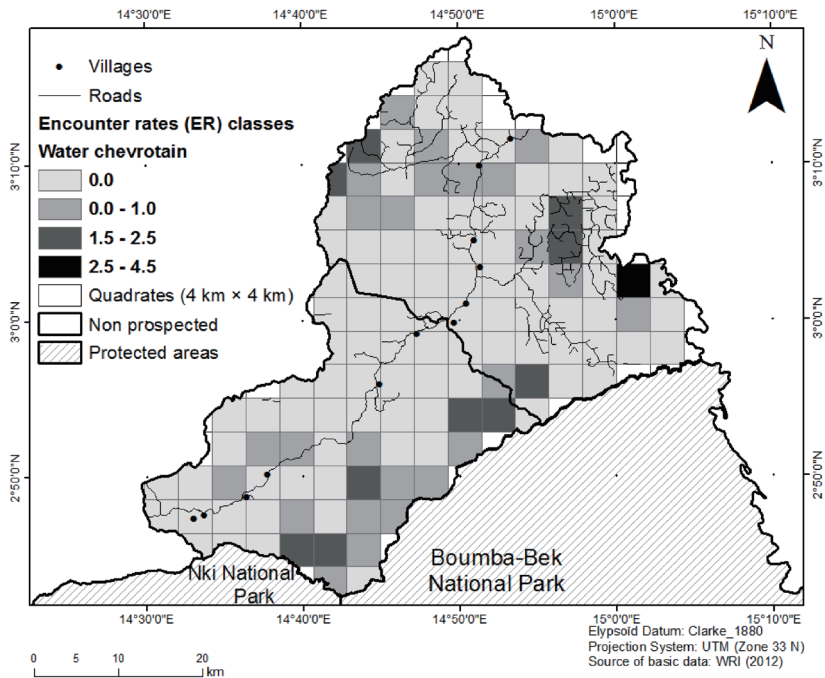 14°30'0"E 14°40'0"E 14°50'0"E 15°0'0"E 15°10'0"E
N
Villages
Roads
Encounter rates (ER) classes
Water chevrotain
0.0
0.0 - 1.0
1.5 - 2.5
2.5 - 4.5
Quadrates (4 km × 4 km)
Non prospected
Protected areas
3°10'0"N
3°10'0"N
3°0'0"N
3°0'0"N
2°50'0"N
2°50'0"N
Nki National
Park
Boumba-Bek
National Park
14°30'0"E 14°40'0"E 14°50'0"E 15°0'0"E 15°10'0"E
Elypsoïd Datum: Clarke_1880
Projection System: UTM (Zone 33 N)
Source of basic data: WRI (2012)
0 5 10 20
km